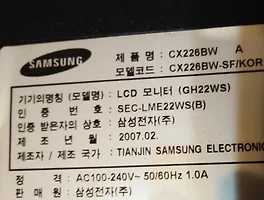 SAMSUNG
제 품 명 : CX226BW A
모델코드 : CX226BW-SF/KOR
기기의명칭 (모델명) : LCD 모니터 (GH22WS)
인 증 번 호 : SEC-LME22WS(B)
인증 받은자의 상호 : 삼성전자(주)
제 조 년 월 : 2007.02.
제조자 / 제조 국가 : TIANJIN SAMSUNG ELECTRONIC
정 격 : AC100-240V~ 50/60Hz 1.0A
판 매 원 : 삼성전자(주)